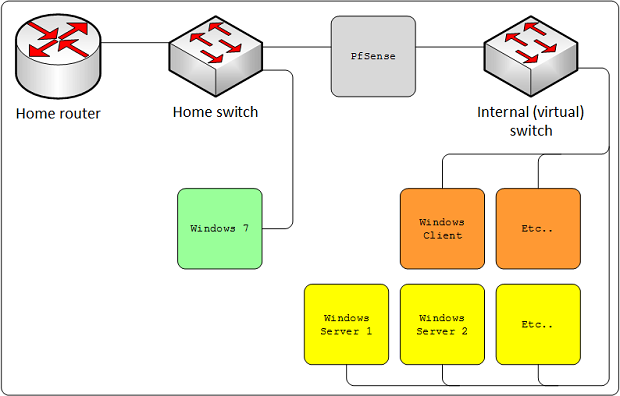 PfSense
Home router
Home switch
Internal (virtual)
switch
Windows 7
Windows
Client
Etc..
Windows
Server 1
Windows
Server 2
Etc..